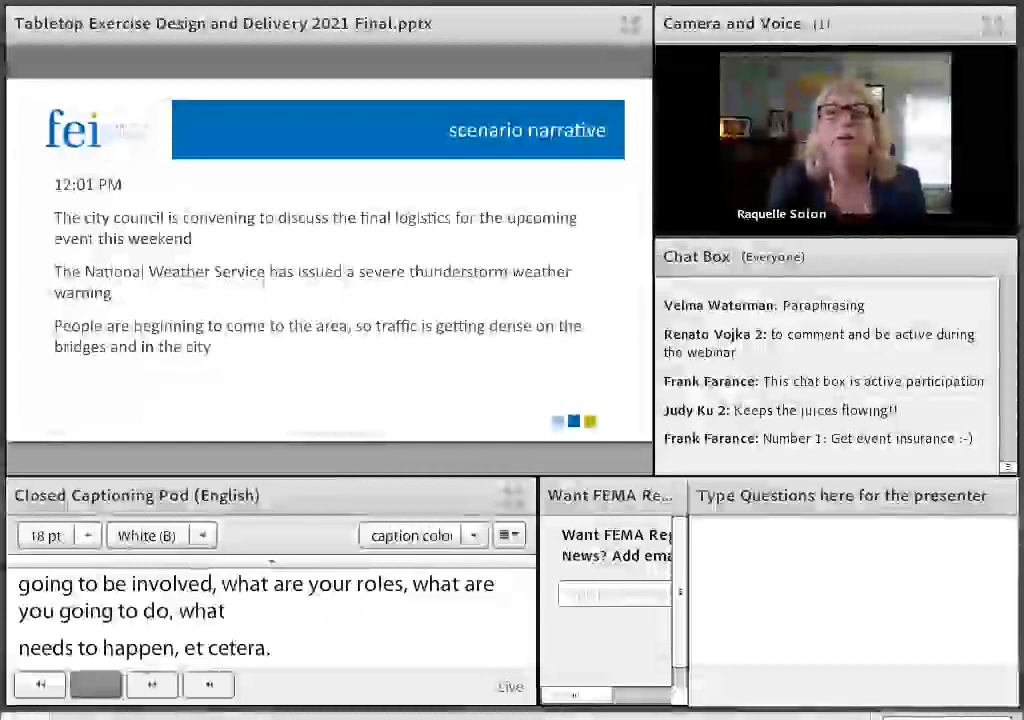 Tabletop Exercise Design and Delivery 2021 Final.pptx
fei
scenario narrative
12:01 PM
The city council is convening to discuss the final logistics for the upcoming
event this weekend
The National Weather Service has issued a severe thunderstorm weather
warning
People are beginning to come to the area, so traffic is getting dense on the
bridges and in the city
Camera and Voice (1)
Raquelle Solon
Chat Box (Everyone)
Velma Waterman: Paraphrasing
Renato Vojka 2: to comment and be active during
the webinar
Frank Farance: This chat box is active participation
Judy Ku 2: Keeps the juices flowing!!
Frank Farance: Number 1: Get event insurance :-)
Closed Captioning Pod (English)
18 pt
White (B)
caption color
going to be involved, what are your roles, what are
you going to do, what
needs to happen, et cetera.
Live
Want FEMA Re...
Want FEMA Reg
News? Add ema
Type Questions here for the presenter